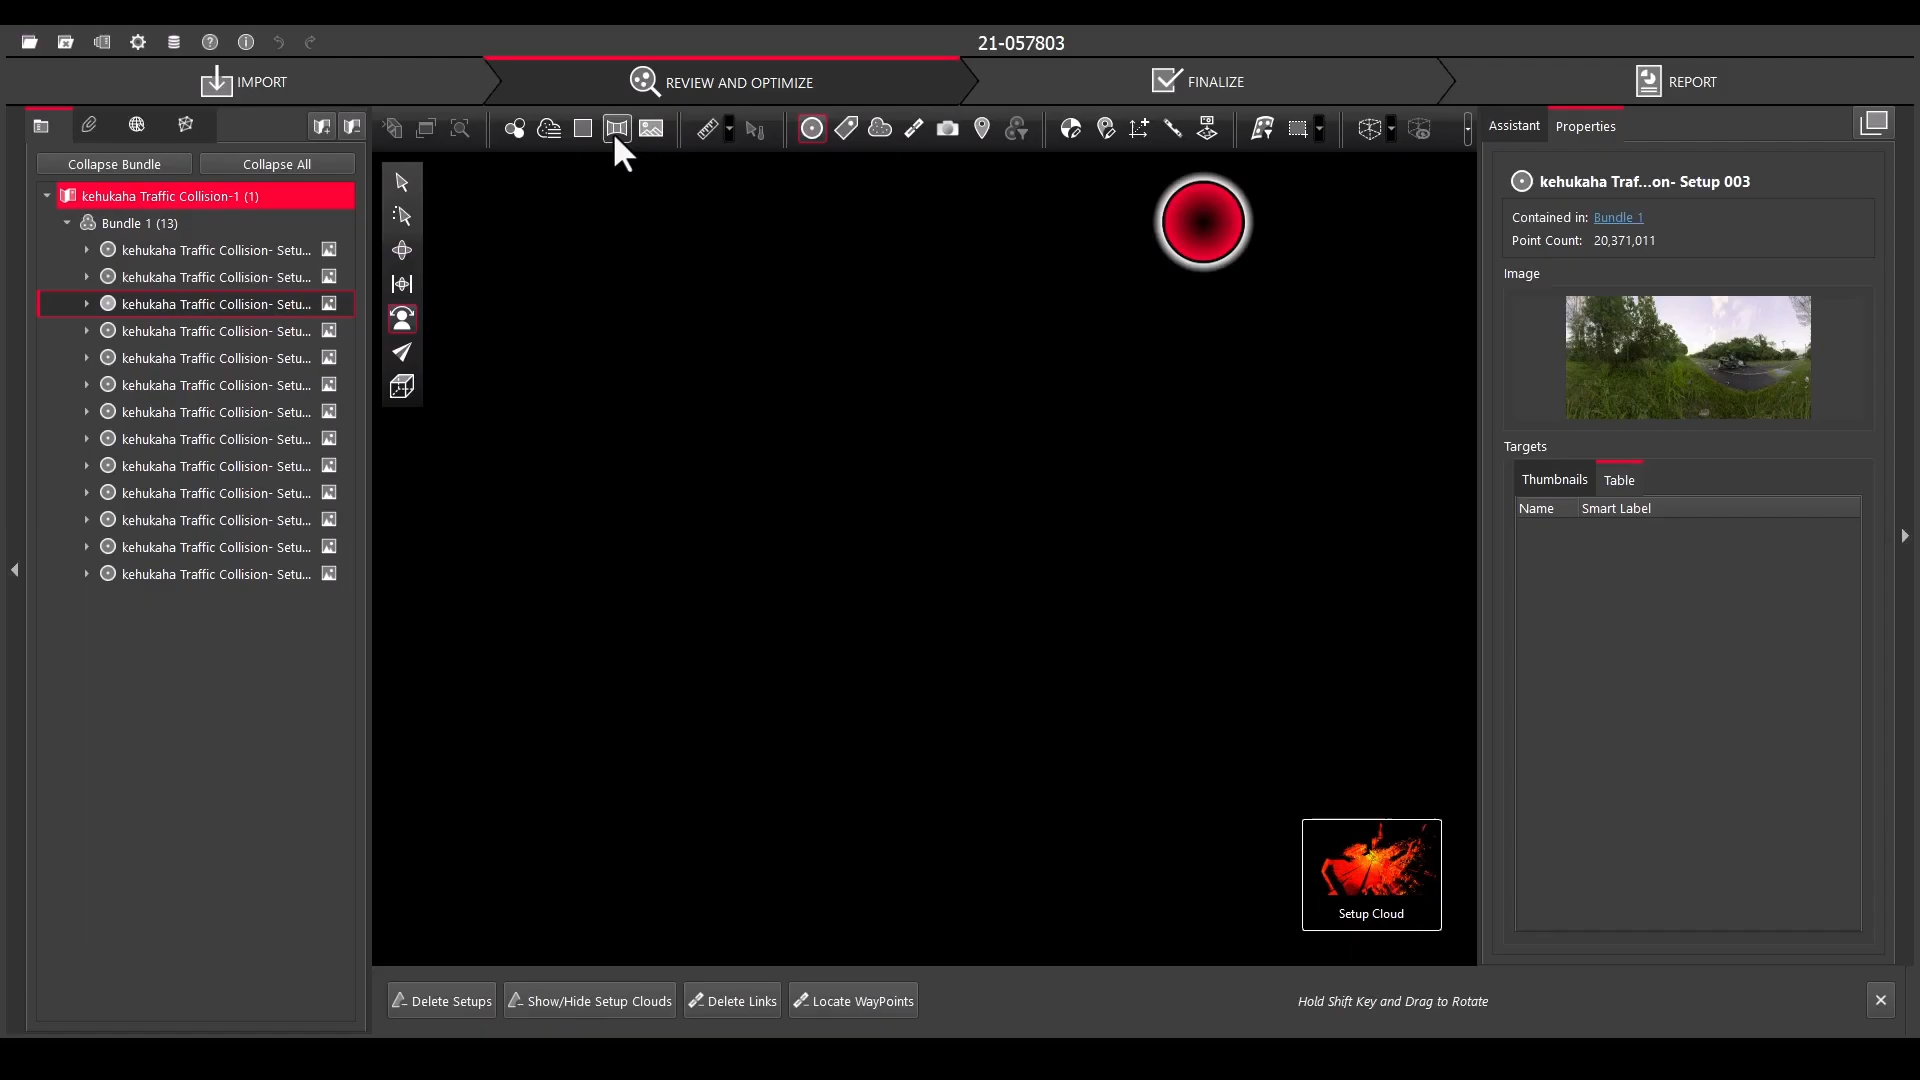 21-057803
IMPORT
REVIEW AND OPTIMIZE
FINALIZE
REPORT
Collapse Bundle
Collapse All
kehukaha Traffic Collision-1 (1)
Bundle 1 (13)
kehukaha Traffic Collision- Setu...
kehukaha Traffic Collision- Setu...
kehukaha Traffic Collision- Setu...
kehukaha Traffic Collision- Setu...
kehukaha Traffic Collision- Setu...
kehukaha Traffic Collision- Setu...
kehukaha Traffic Collision- Setu...
kehukaha Traffic Collision- Setu...
kehukaha Traffic Collision- Setu...
kehukaha Traffic Collision- Setu...
kehukaha Traffic Collision- Setu...
kehukaha Traffic Collision- Setu...
kehukaha Traffic Collision- Setu...
Setup Cloud
Delete Setups
Show/Hide Setup Clouds
Delete Links
Locate WayPoints
Hold Shift Key and Drag to Rotate
Assistant
Properties
kehukaha Traf...on- Setup 003
Contained in: Bundle 1
Point Count: 20,371,011
Image
Targets
Thumbnails
Table
Name
Smart Label